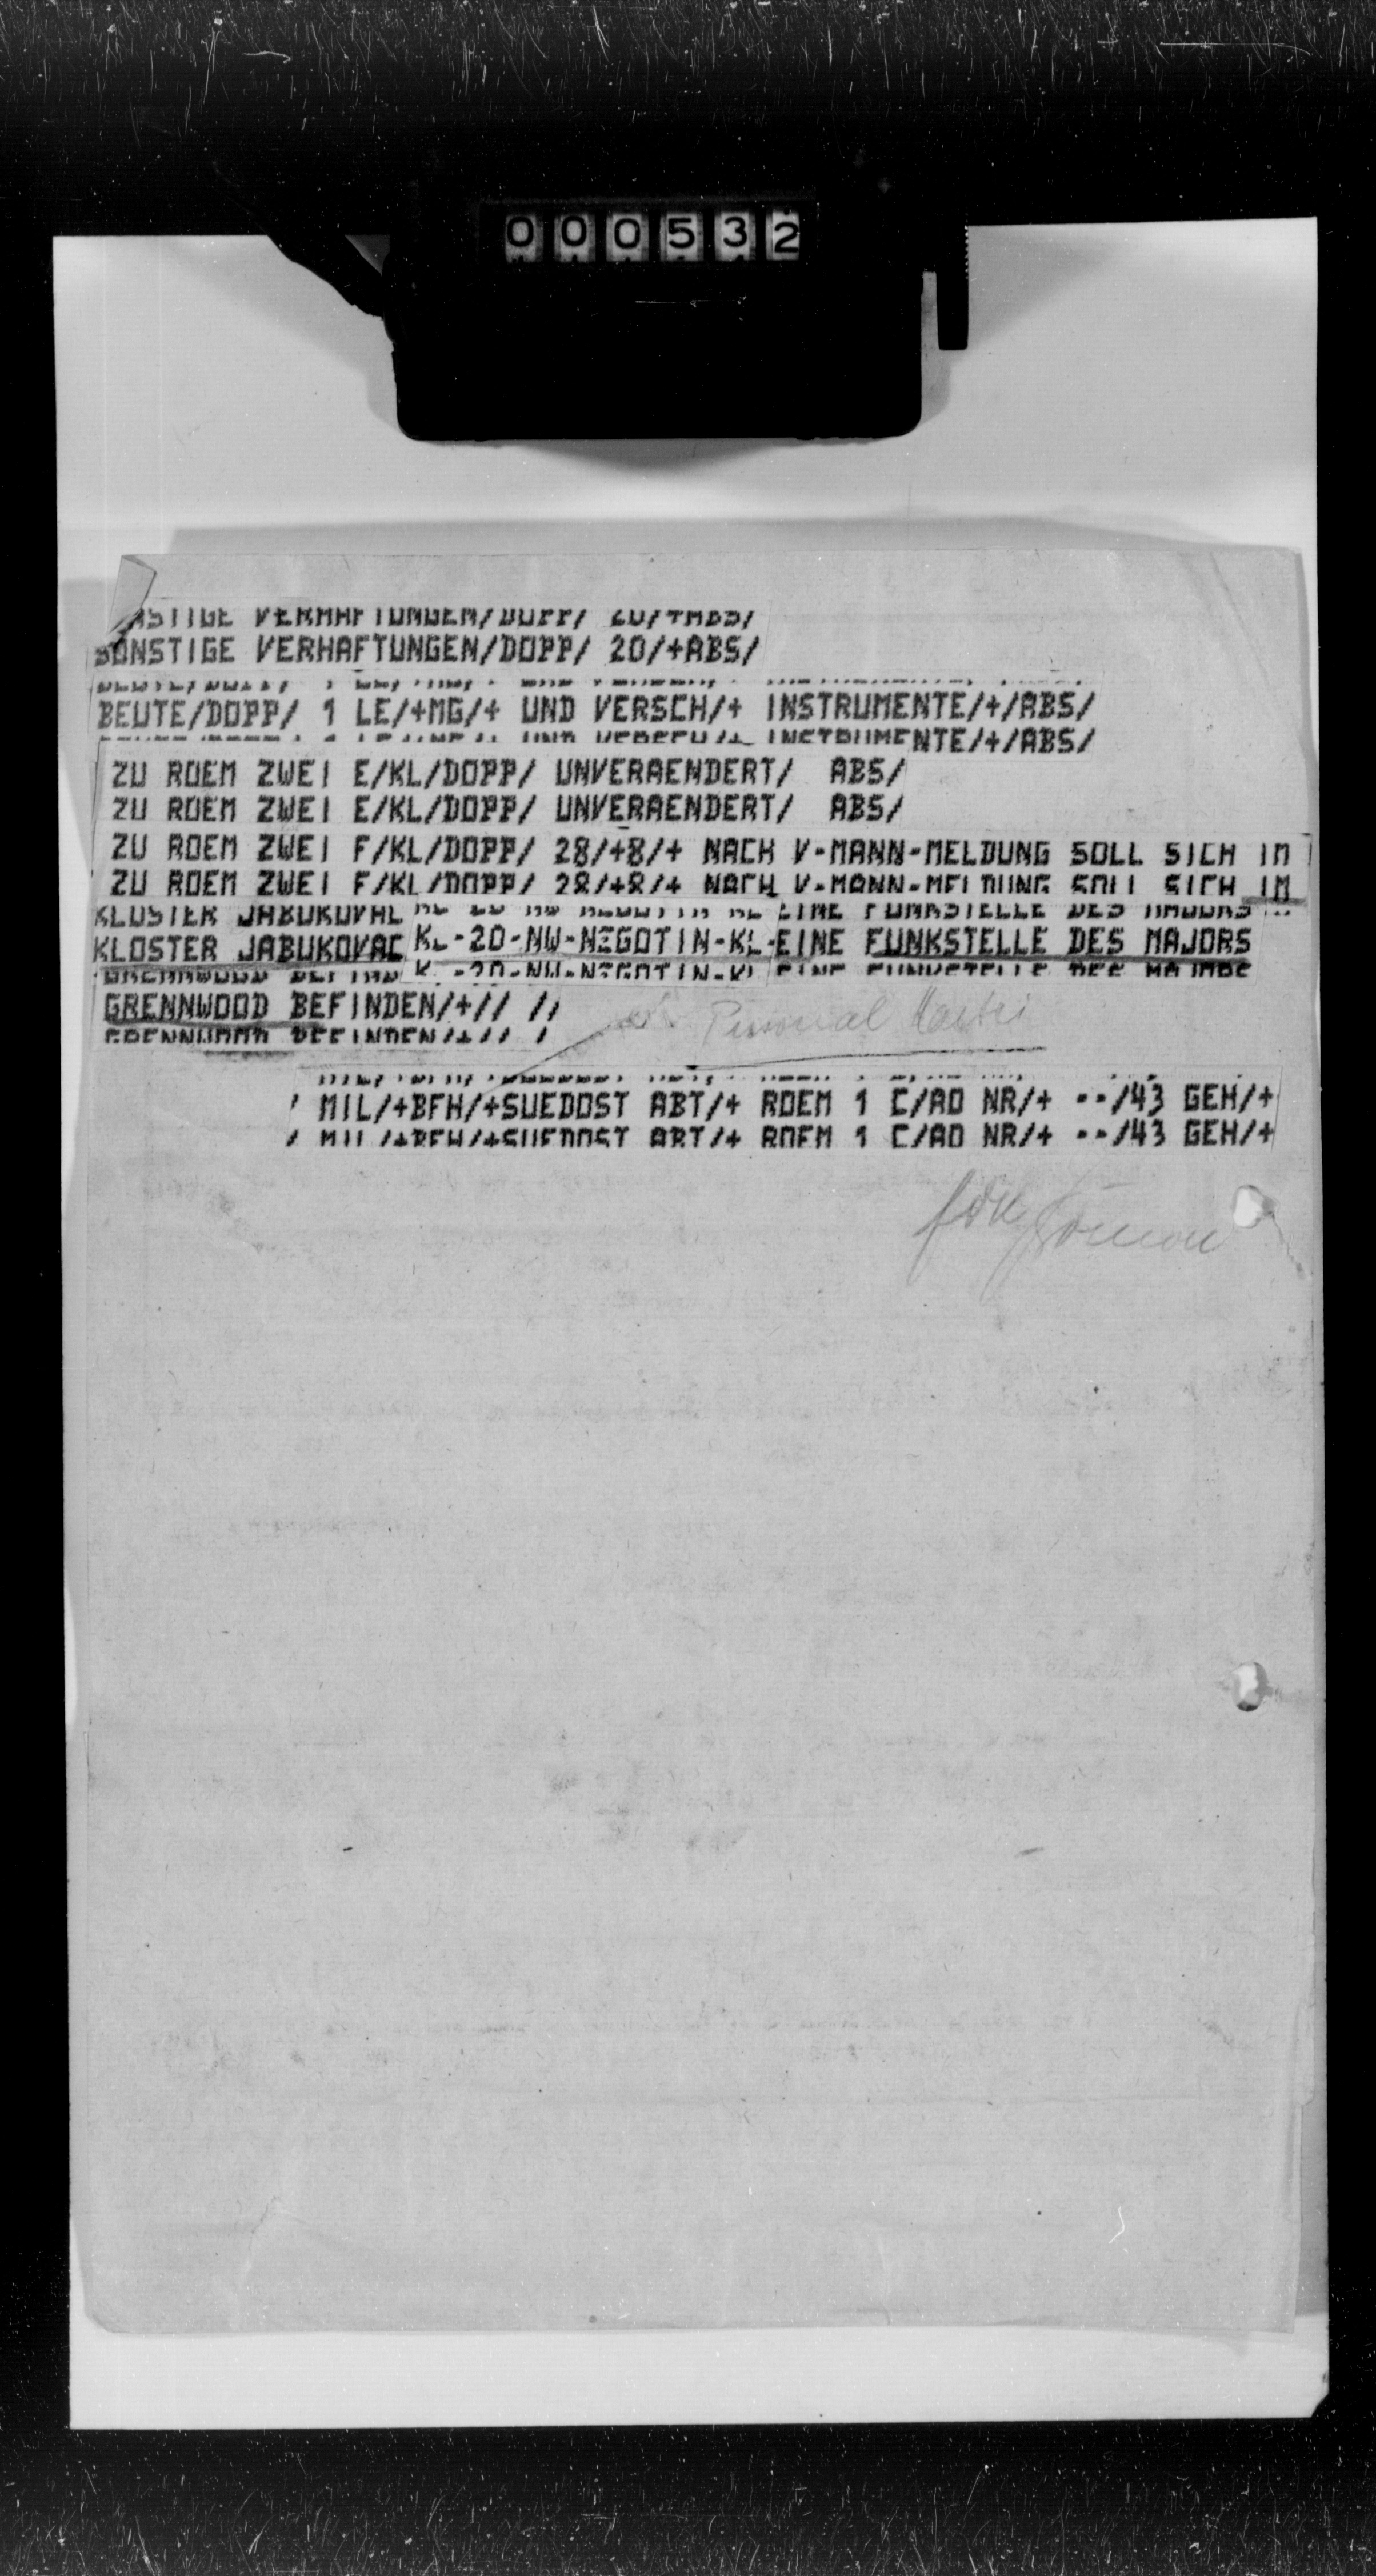 000532
SONSTIGE VERHAFTUNGEN/DOPP/ 20/+ABS/
BEUTE/DOPP/ 1 LE/+MG/+ UND VERSCH/+ INSTRUMENTE/+/ABS/
ZU ROEM ZWEI E/KL/DOPP/ UNVERAENDERT/ ABS/
ZU ROEM ZWEI E/KL/DOPP/ UNVERAENDERT/ ABS/
ZU ROEM ZWEI F/KL/DOPP/ 28/+8/+ NACH V-MANN-MELDUNG SOLL SICH IM
ZU ROEM ZWEI F/KL/DOPP/ 28/+8/+ NACH V-MANN-MELDUNG SOLL SICH IM
KLOSTER JABUKOVAC KL-20-NW-NEGOTIN-KL-EINE FUNKSTELLE DES MAJORS
GRENNWOOD BEFINDEN/+// //
GRENNWOOD BEFINDEN/+// /
/ MIL/+BFH/+SUEDOST ABT/+ ROEM 1 C/AO NR/+ --/43 GEH/+
/ MIL/+BFH/+SUEDOST ABT/+ ROEM 1 C/AO NR/+ --/43 GEH/+